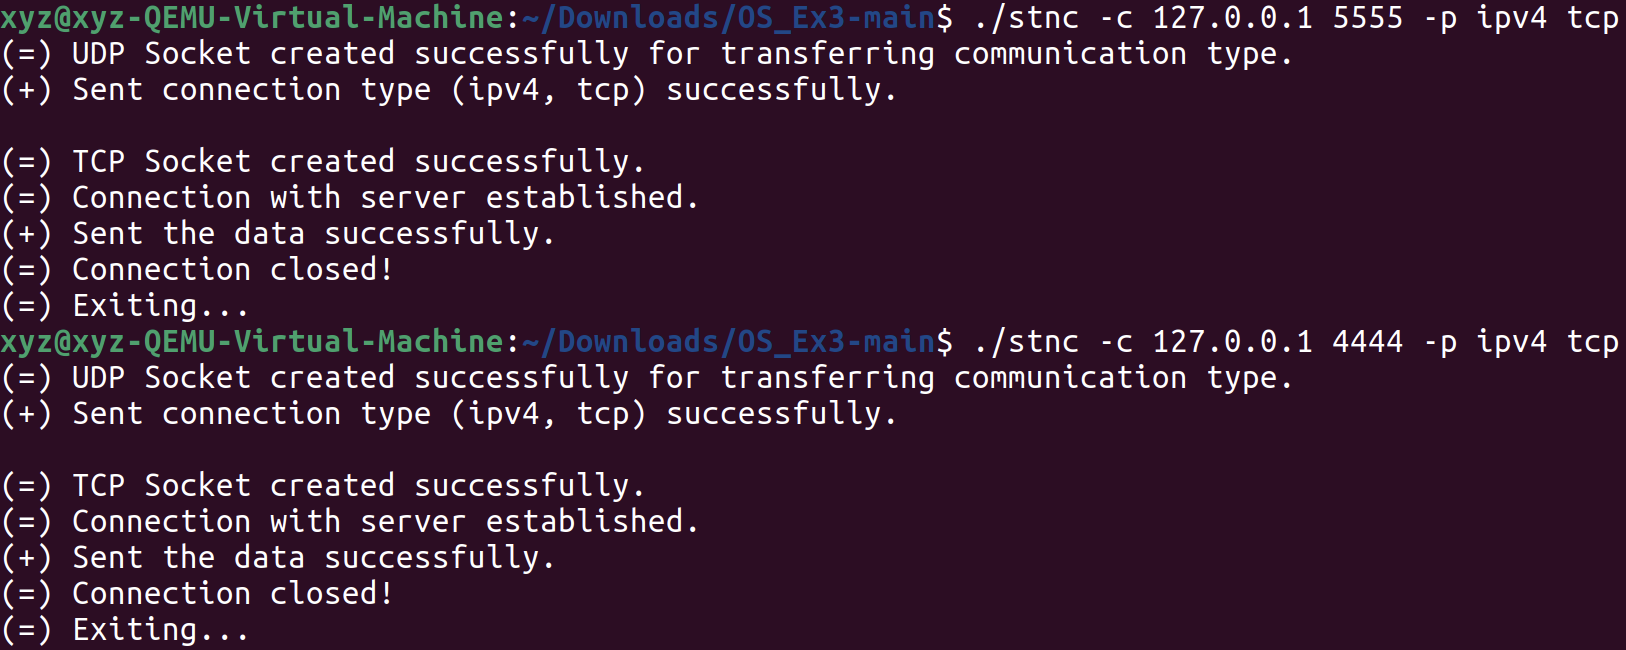 xyz@xyz-QEMU-Virtual-Machine:~/Downloads/OS_Ex3-main$ ./stnc -c 127.0.0.1 5555 -p ipv4 tcp
(=) UDP Socket created successfully for transferring communication type.
(+) Sent connection type (ipv4, tcp) successfully.

(=) TCP Socket created successfully.
(=) Connection with server established.
(+) Sent the data successfully.
(=) Connection closed!
(=) Exiting...
xyz@xyz-QEMU-Virtual-Machine:~/Downloads/OS_Ex3-main$ ./stnc -c 127.0.0.1 4444 -p ipv4 tcp
(=) UDP Socket created successfully for transferring communication type.
(+) Sent connection type (ipv4, tcp) successfully.

(=) TCP Socket created successfully.
(=) Connection with server established.
(+) Sent the data successfully.
(=) Connection closed!
(=) Exiting...